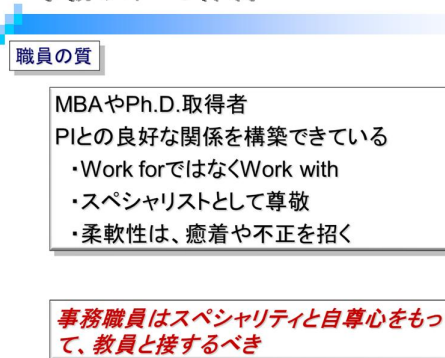 職員の質
MBAやPh.D.取得者
PIとの良好な関係を構築できている
・Work forではなくWork with
・スペシャリストとして尊敬
・柔軟性は、癒着や不正を招く
事務職員はスペシャリティと自尊心をもっ
て、教員と接するべき